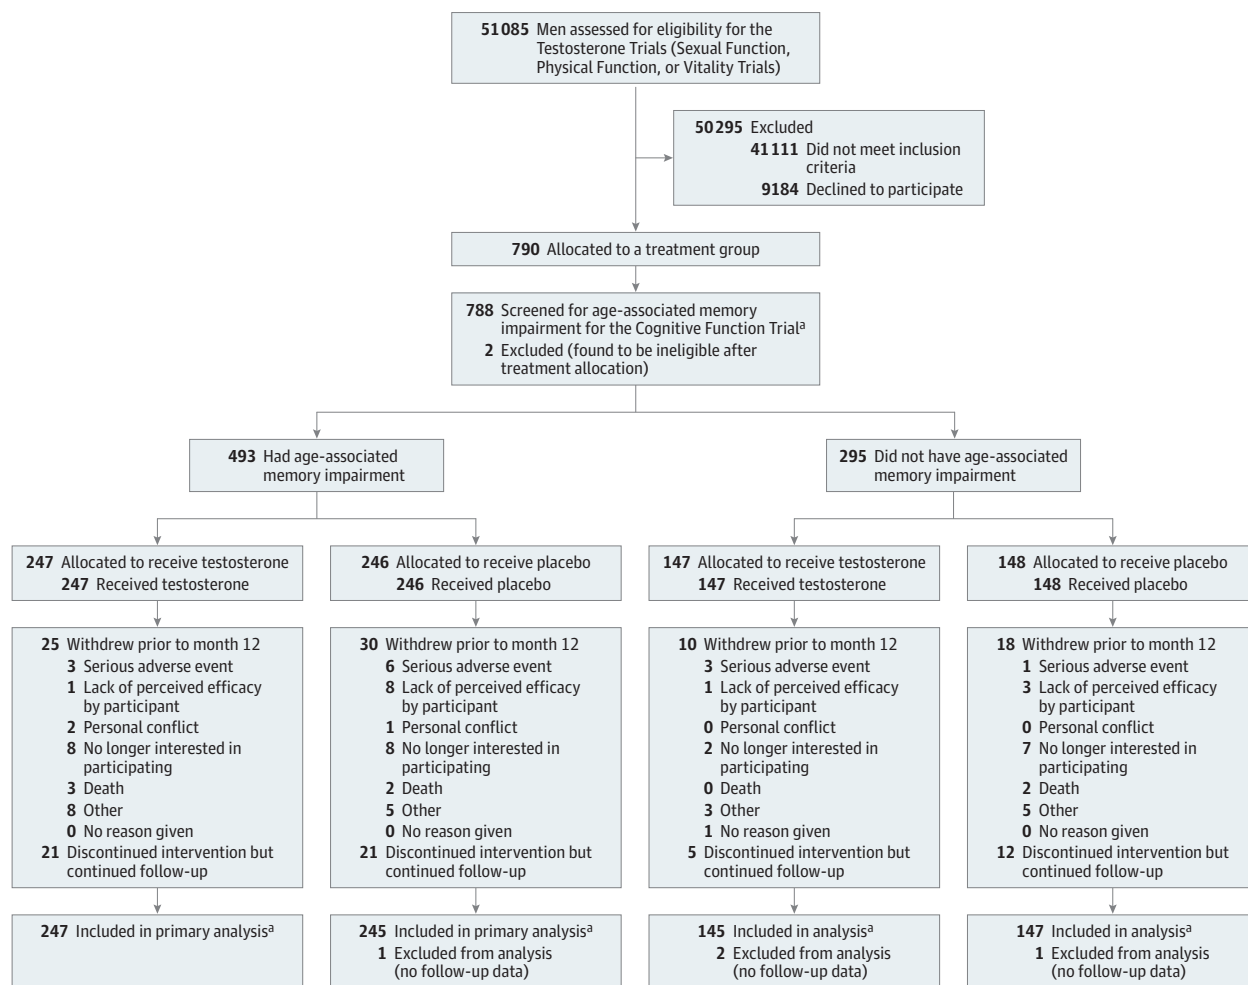 51 085 Men assessed for eligibility for the
Testosterone Trials (Sexual Function,
Physical Function, or Vitality Trials)
50 295 Excluded
41 111 Did not meet inclusion
criteria
9184 Declined to participate
790 Allocated to a treatment group
788 Screened for age-associated memory
impairment for the Cognitive Function Trialᵃ
2 Excluded (found to be ineligible after
treatment allocation)
493 Had age-associated
memory impairment
295 Did not have age-associated
memory impairment
247 Allocated to receive testosterone
247 Received testosterone
246 Allocated to receive placebo
246 Received placebo
147 Allocated to receive testosterone
147 Received testosterone
148 Allocated to receive placebo
148 Received placebo
25 Withdrew prior to month 12
3 Serious adverse event
1 Lack of perceived efficacy
by participant
2 Personal conflict
8 No longer interested in
participating
3 Death
8 Other
0 No reason given
21 Discontinued intervention but
continued follow-up
30 Withdrew prior to month 12
6 Serious adverse event
8 Lack of perceived efficacy
by participant
1 Personal conflict
8 No longer interested in
participating
2 Death
5 Other
0 No reason given
21 Discontinued intervention but
continued follow-up
10 Withdrew prior to month 12
3 Serious adverse event
1 Lack of perceived efficacy
by participant
0 Personal conflict
2 No longer interested in
participating
0 Death
3 Other
1 No reason given
5 Discontinued intervention but
continued follow-up
18 Withdrew prior to month 12
1 Serious adverse event
3 Lack of perceived efficacy
by participant
0 Personal conflict
7 No longer interested in
participating
2 Death
5 Other
0 No reason given
12 Discontinued intervention but
continued follow-up
247 Included in primary analysisᵃ
245 Included in primary analysisᵃ
1 Excluded from analysis
(no follow-up data)
145 Included in analysisᵃ
2 Excluded from analysis
(no follow-up data)
147 Included in analysisᵃ
1 Excluded from analysis
(no follow-up data)